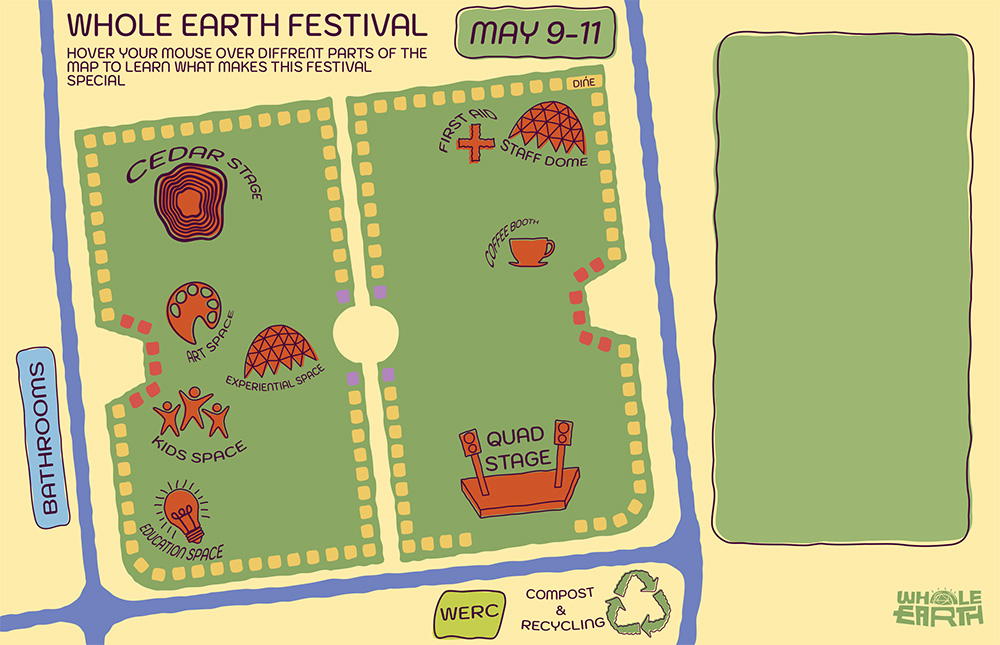 WHOLE EARTH FESTIVAL
HOVER YOUR MOUSE OVER DIFFRENT PARTS OF THE
MAP TO LEARN WHAT MAKES THIS FESTIVAL
SPECIAL
MAY 9-11
DINÉ
FIRST AID
STAFF DOME
CEDAR STAGE
COFFEE BOOTH
ART SPACE
EXPERIENTIAL SPACE
BATHROOMS
KIDS SPACE
QUAD
STAGE
EDUCATION SPACE
WERC
COMPOST
&
RECYCLING
WHOLE
EARTH